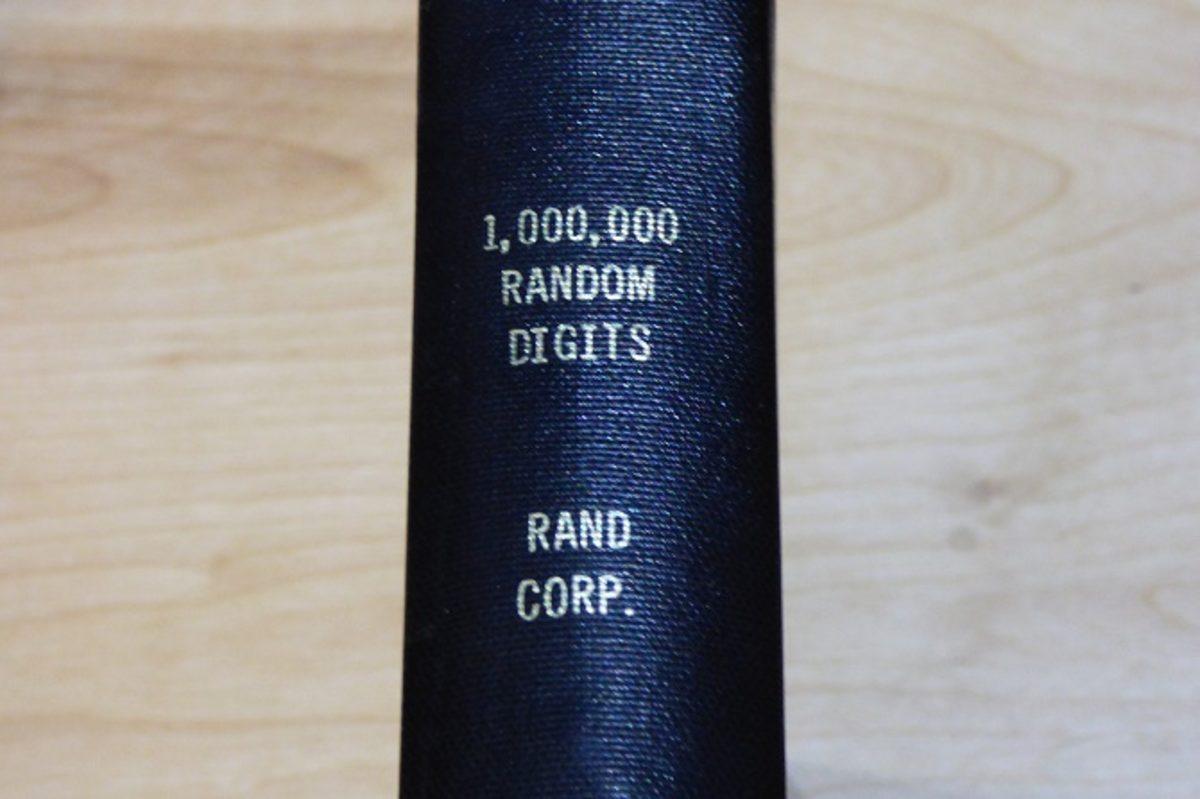 1,000,000
RANDOM
DIGITS
RAND
CORP.